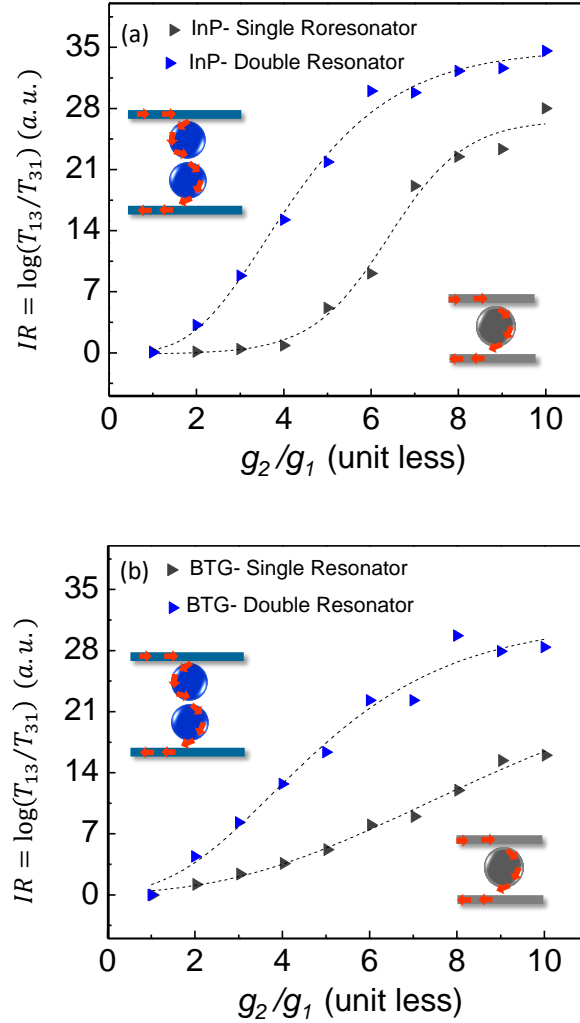 (a)
InP- Single Roresonator
InP- Double Resonator
35
28
21
14
7
0
IR = log(T₁₃/T₃₁) (a.u.)
0 2 4 6 8 10
g₂/g₁ (unit less)
(b)
BTG- Single Resonator
BTG- Double Resonator
35
28
21
14
7
0
IR = log(T₁₃/T₃₁) (a.u.)
0 2 4 6 8 10
g₂/g₁ (unit less)